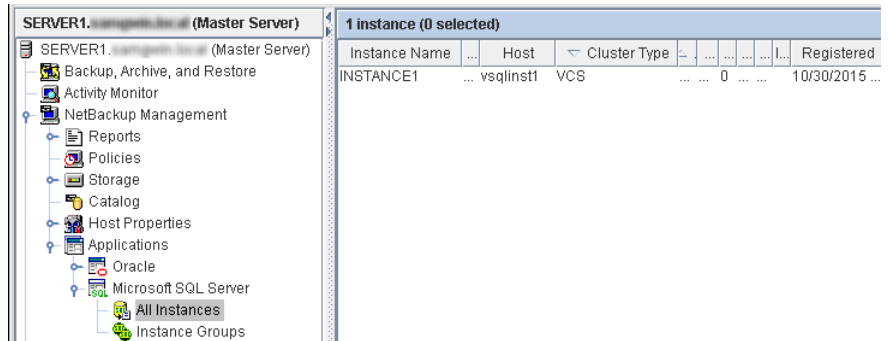 SERVER1. (Master Server)
SERVER1. (Master Server)
Backup, Archive, and Restore
Activity Monitor
NetBackup Management
Reports
Policies
Storage
Catalog
Host Properties
Applications
Oracle
Microsoft SQL Server
SQL
All Instances
Instance Groups
1 instance (0 selected)
Instance Name ... Host Cluster Type ... ... ... ... I... Registered
INSTANCE1 ... vsqlinst1 VCS ... ... 0 ... ... 10/30/2015 ...